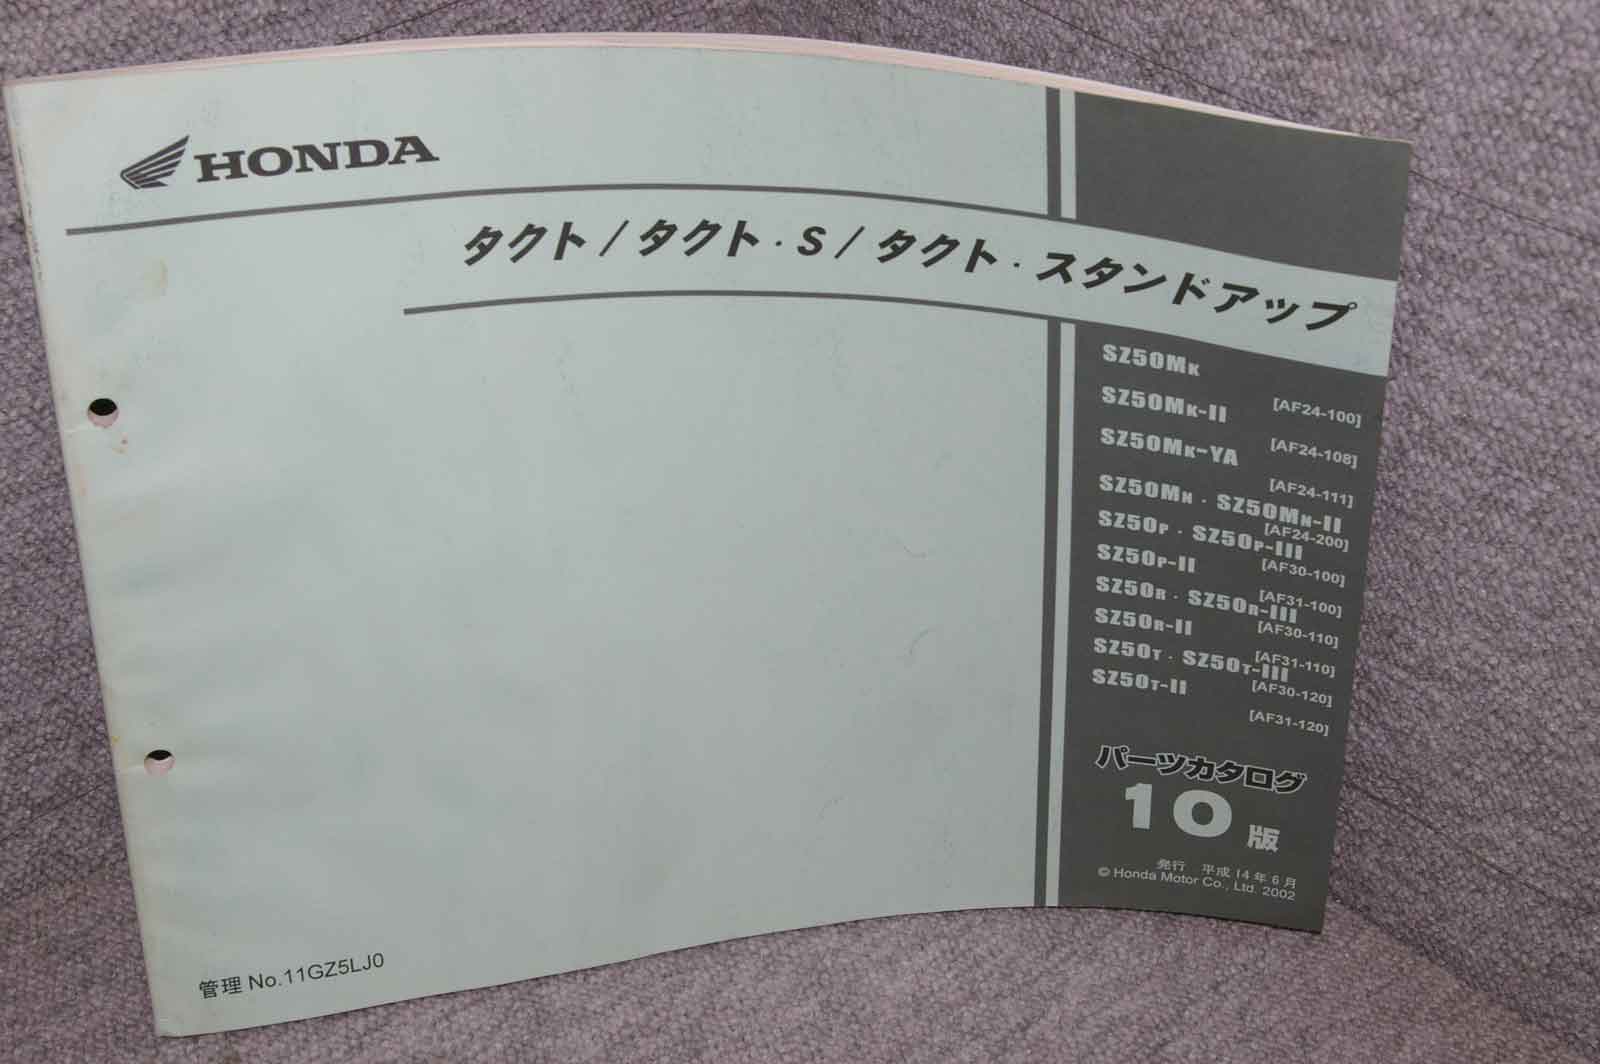 HONDA
タクト / タクト・S / タクト・スタンドアップ
SZ50MK
[AF24-100]
SZ50MK-II
[AF24-108]
SZ50MK-YA
[AF24-111]
SZ50MN・SZ50MN-II
[AF24-200]
SZ50P・SZ50P-III
[AF30-100]
SZ50P-II
[AF31-100]
SZ50R・SZ50R-III
[AF30-110]
SZ50R-II
[AF31-110]
SZ50T・SZ50T-III
[AF30-120]
SZ50T-II
[AF31-120]
パーツカタログ
10 版
発行 平成 14年 6月
© Honda Motor Co., Ltd. 2002
管理 No.11GZ5LJ0